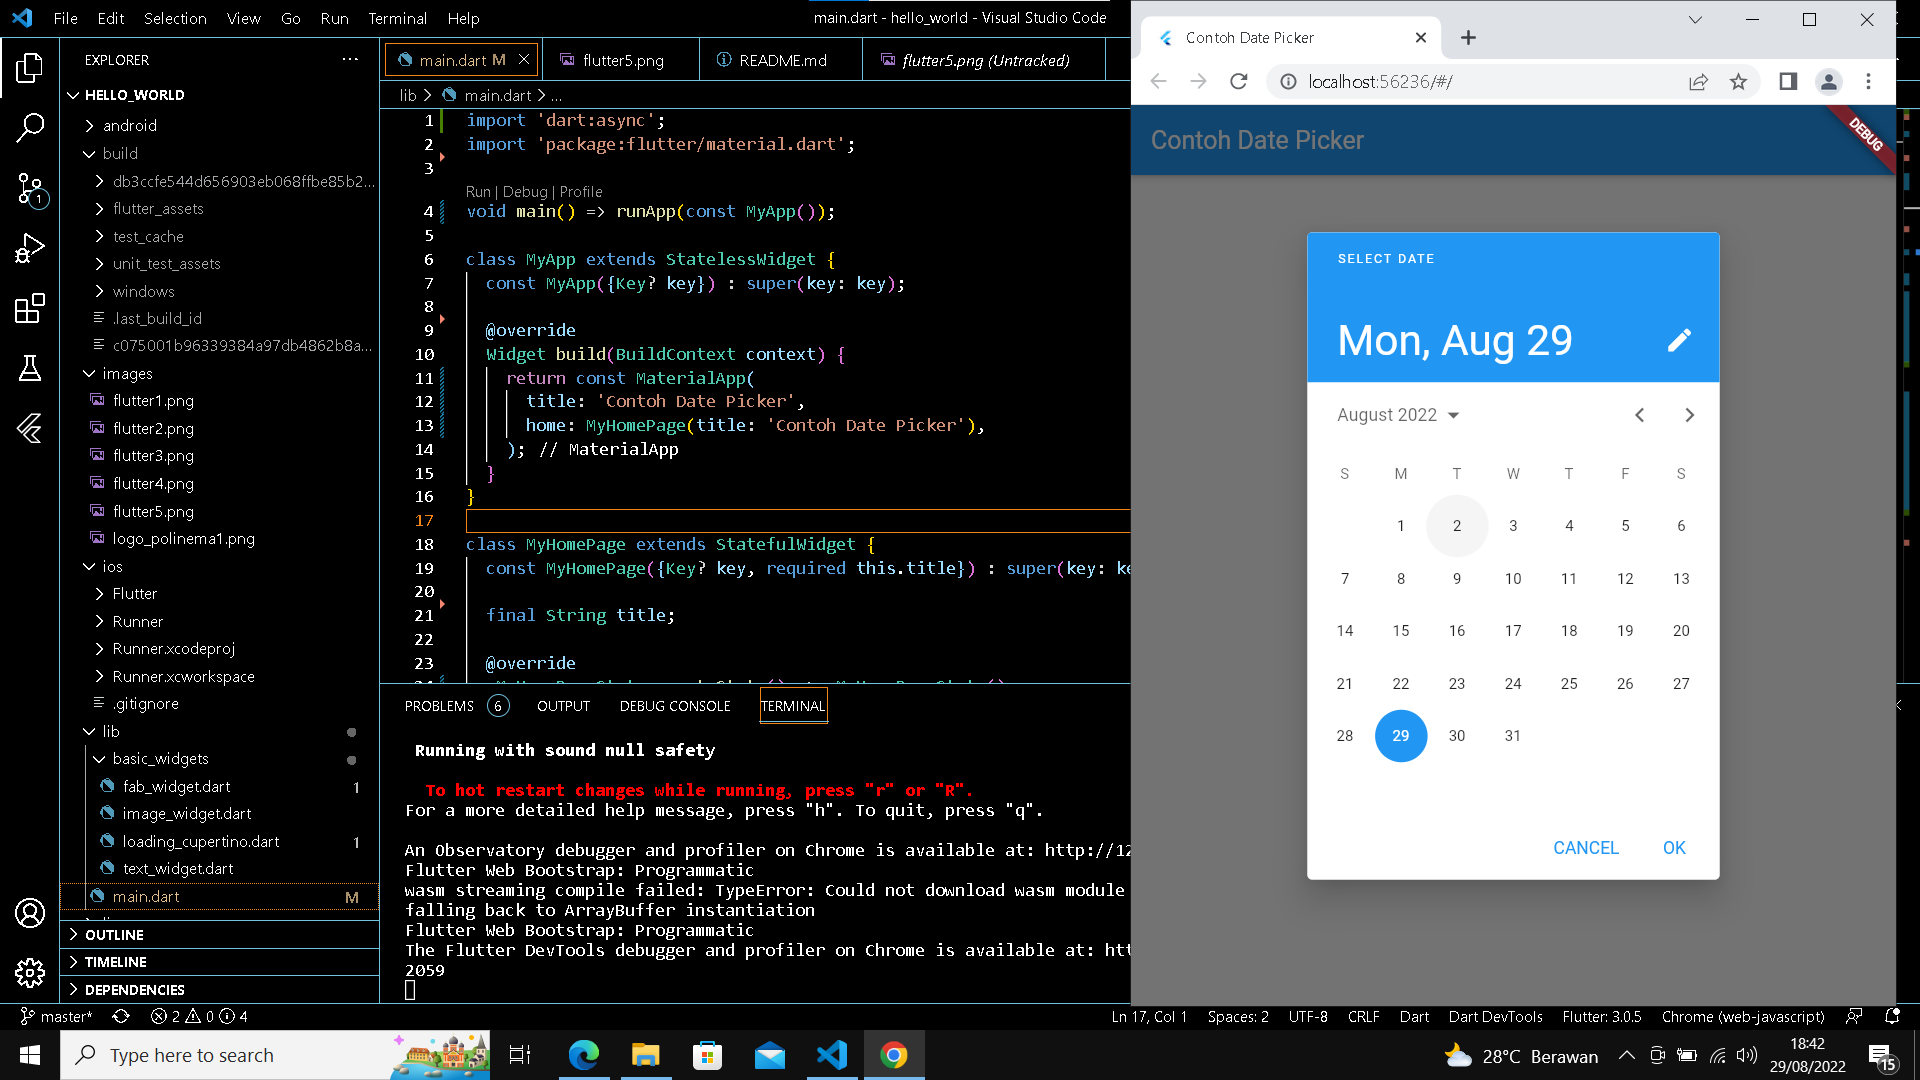 File Edit Selection View Go Run Terminal Help
main.dart - hello_world - Visual Studio Code
EXPLORER
HELLO_WORLD
android
build
db3ccfe544d656903eb068ffbe85b2...
flutter_assets
test_cache
unit_test_assets
windows
.last_build_id
c075001b96339384a97db4862b8a...
images
flutter1.png
flutter2.png
flutter3.png
flutter4.png
flutter5.png
logo_polinema1.png
ios
Flutter
Runner
Runner.xcodeproj
Runner.xcworkspace
.gitignore
lib
basic_widgets
fab_widget.dart 1
image_widget.dart
loading_cupertino.dart 1
text_widget.dart
main.dart M
OUTLINE
TIMELINE
DEPENDENCIES
main.dart M
flutter5.png
README.md
flutter5.png (Untracked)
lib > main.dart > ...
1 import 'dart:async';
2 import 'package:flutter/material.dart';
3
Run | Debug | Profile
4 void main() => runApp(const MyApp());
5
6 class MyApp extends StatelessWidget {
7 const MyApp({Key? key}) : super(key: key);
8
9 @override
10 Widget build(BuildContext context) {
11 return const MaterialApp(
12 title: 'Contoh Date Picker',
13 home: MyHomePage(title: 'Contoh Date Picker'),
14 ); // MaterialApp
15 }
16 }
17
18 class MyHomePage extends StatefulWidget {
19 const MyHomePage({Key? key, required this.title}) : super(key: ke
20
21 final String title;
22
23 @override
PROBLEMS 6 OUTPUT DEBUG CONSOLE TERMINAL
Running with sound null safety
To hot restart changes while running, press "r" or "R".
For a more detailed help message, press "h". To quit, press "q".
An Observatory debugger and profiler on Chrome is available at: http://12
Flutter Web Bootstrap: Programmatic
wasm streaming compile failed: TypeError: Could not download wasm module
falling back to ArrayBuffer instantiation
Flutter Web Bootstrap: Programmatic
The Flutter DevTools debugger and profiler on Chrome is available at: htt
2059
Contoh Date Picker
localhost:56236/#/
Contoh Date Picker
DEBUG
SELECT DATE
Mon, Aug 29
August 2022
S M T W T F S
1 2 3 4 5 6
7 8 9 10 11 12 13
14 15 16 17 18 19 20
21 22 23 24 25 26 27
28 29 30 31
CANCEL OK
1
master* 2 0 4
Ln 17, Col 1 Spaces: 2 UTF-8 CRLF Dart Dart DevTools Flutter: 3.0.5 Chrome (web-javascript)
Type here to search
28°C Berawan
18:42
29/08/2022
15